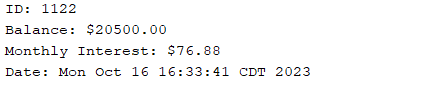 ID: 1122
Balance: $20500.00
Monthly Interest: $76.88
Date: Mon Oct 16 16:33:41 CDT 2023